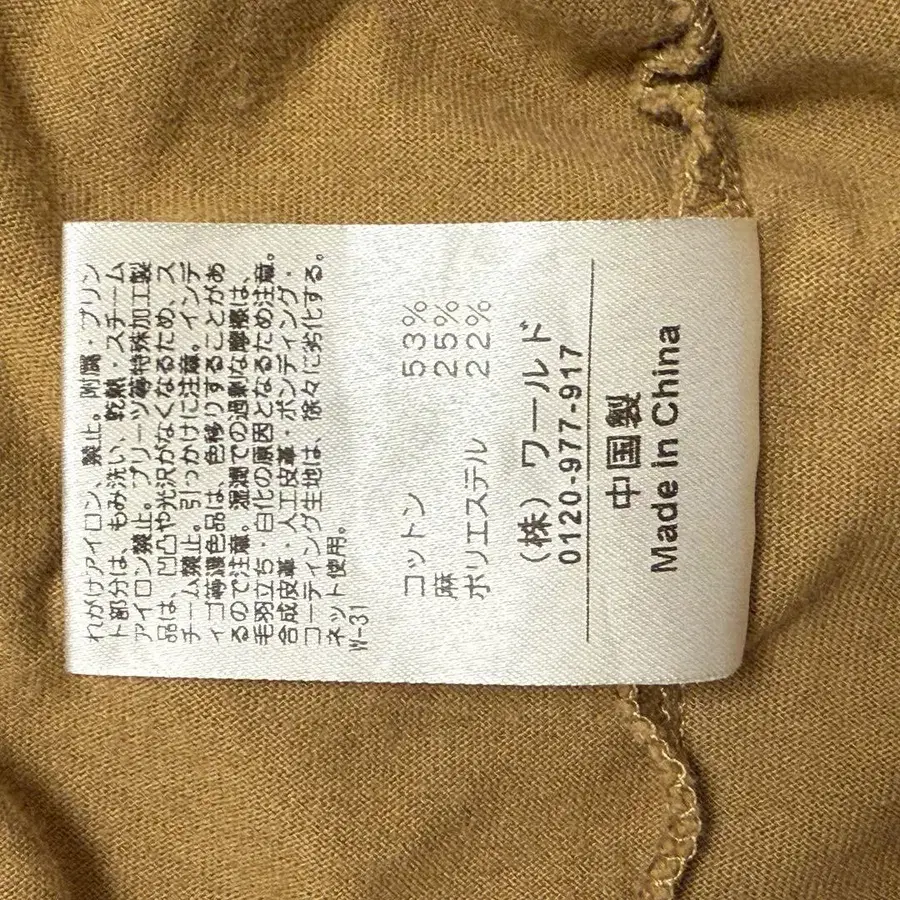 れがけアイロン、禁止。附属・プリン
ト部分は、もみ洗い、乾熱・スチーム
アイロン禁止。プリーツ等特殊加工製
品は、凹凸や光沢がなくなるため、ス
チーム禁止。引っかけに注意。インデ
ィゴ等濃色品は、色移りすることがあ
るので注意。湿潤での過剰な摩擦は、
毛羽立ち・白化の原因となるため注意。
合成皮革・人工皮革・ボンディング・
コーティング生地は、徐々に劣化する。
ネット使用。
W-31
コットン 53%
麻 25%
ポリエステル 22%
(株)ワールド
0120-977-917
中国製
Made in China